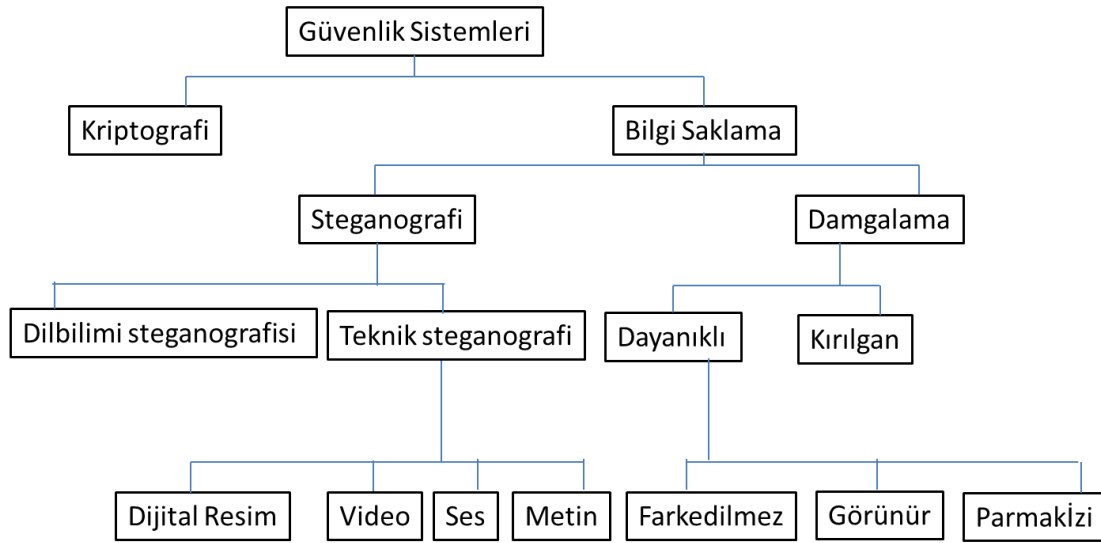 Güvenlik Sistemleri
Kriptografi
Bilgi Saklama
Steganografi
Damgalama
Dilbilimi steganografisi
Teknik steganografi
Dayanıklı
Kırılgan
Dijital Resim
Video
Ses
Metin
Farkedilmez
Görünür
Parmakİzi